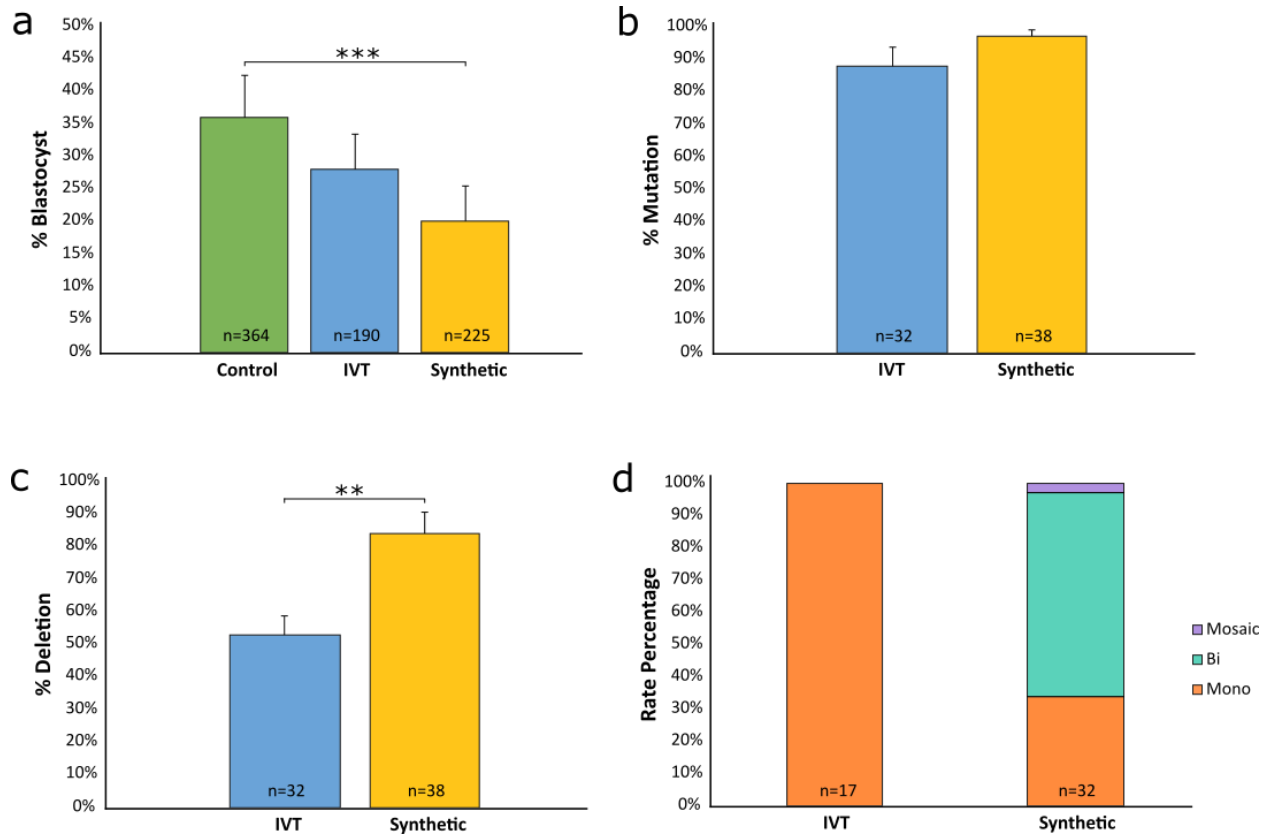 a
50%
45%
40%
35%
30%
25%
20%
15%
10%
5%
0%
% Blastocyst
***
n=364
n=190
n=225
Control
IVT
Synthetic
b
100%
90%
80%
70%
60%
50%
40%
30%
20%
10%
0%
% Mutation
n=32
n=38
IVT
Synthetic
c
100%
90%
80%
70%
60%
50%
40%
30%
20%
10%
0%
% Deletion
**
n=32
n=38
IVT
Synthetic
d
100%
90%
80%
70%
60%
50%
40%
30%
20%
10%
0%
Rate Percentage
n=17
n=32
IVT
Synthetic
Mosaic
Bi
Mono